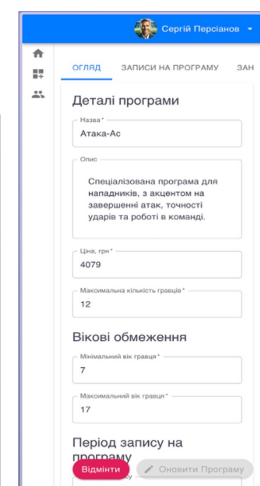 Сергій Персіанов
ОГЛЯД ЗАПИСИ НА ПРОГРАМУ ЗАН
Деталі програми
Назва *
Атака-Ас
Опис
Спеціалізована програма для
нападників, з акцентом на
завершенні атак, точності
ударів та роботі в команді.
Ціна, грн *
4079
Максимальна кількість гравців *
12
Вікові обмеження
Мінімальний вік гравця *
7
Максимальний вік гравця *
17
Період запису на
програму
Відмінти Оновити Програму